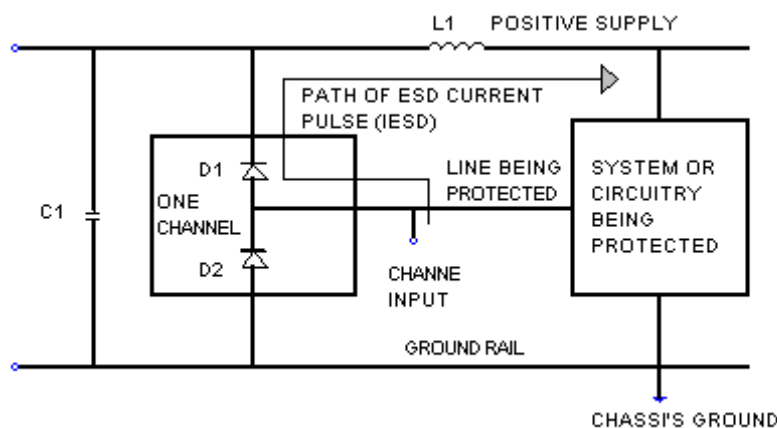 L1 POSITIVE SUPPLY
PATH OF ESD CURRENT
PULSE (IESD)
D1
LINE BEING
PROTECTED
SYSTEM OR
CIRCUITRY
BEING
PROTECTED
ONE
CHANNEL
C1
D2
CHANNE
INPUT
GROUND RAIL
CHASSI'S GROUND